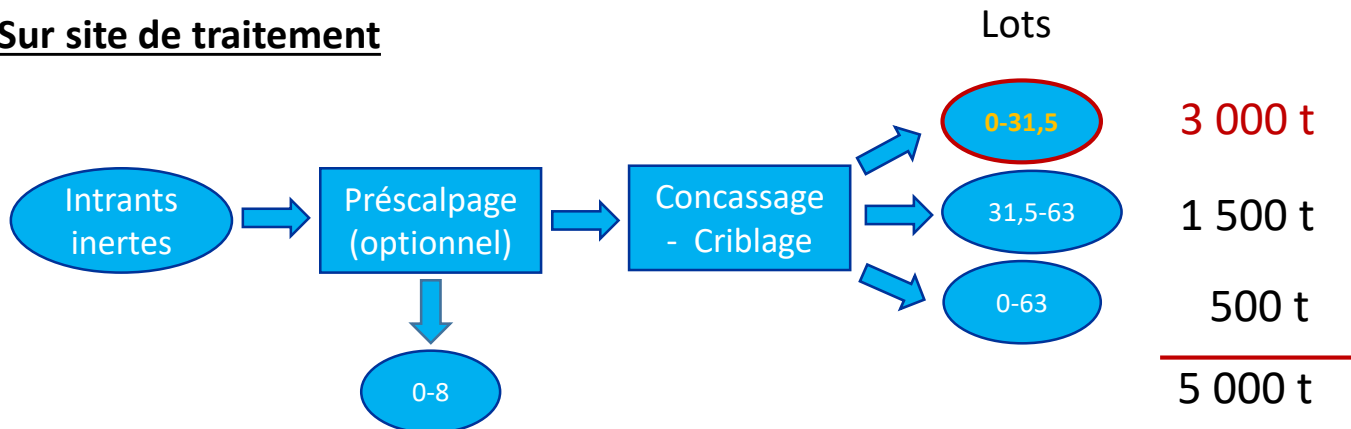 Sur site de traitement
Lots
Intrants
inertes
Préscalpage
(optionnel)
Concassage
- Criblage
0-31,5
3 000 t
31,5-63
1 500 t
0-63
500 t
0-8
5 000 t